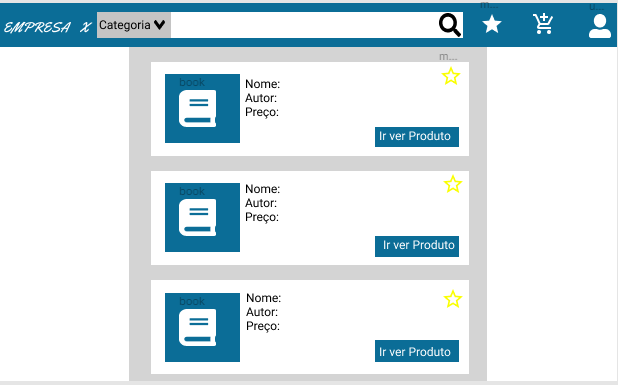 m...
u...
EMPRESA X
Categoria
m...
book
Nome:
Autor:
Preço:
Ir ver Produto
book
Nome:
Autor:
Preço:
Ir ver Produto
book
Nome:
Autor:
Preço:
Ir ver Produto